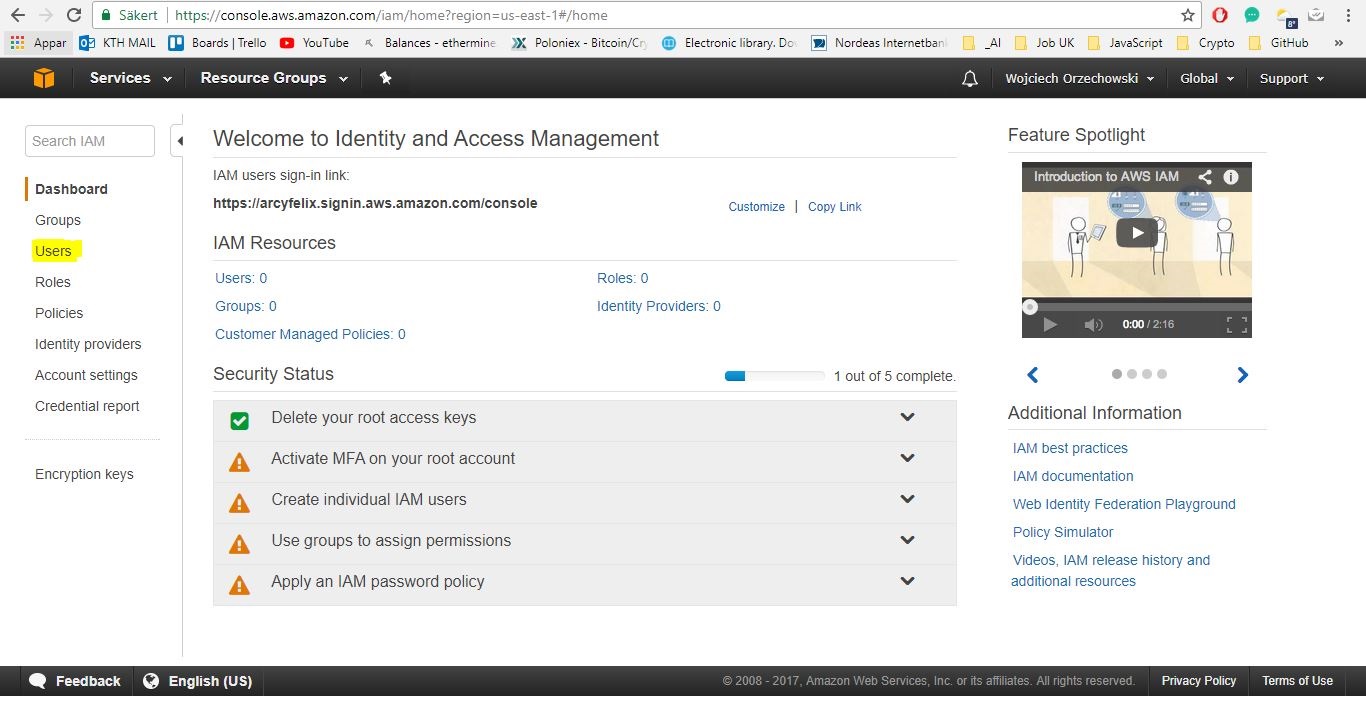 Säkert
https://console.aws.amazon.com/iam/home?region=us-east-1#/home
8°
Appar
KTH MAIL
Boards | Trello
YouTube
Balances - ethermine
Poloniex - Bitcoin/Cry
Electronic library. Do
Nordeas Internetbank
_AI
Job UK
JavaScript
Crypto
GitHub
»
Services
Resource Groups
Wojciech Orzechowski
Global
Support
Search IAM
Dashboard
Groups
Users
Roles
Policies
Identity providers
Account settings
Credential report
Encryption keys
Welcome to Identity and Access Management
IAM users sign-in link:
https://arcyfelix.signin.aws.amazon.com/console
Customize | Copy Link
IAM Resources
Users: 0
Roles: 0
Groups: 0
Identity Providers: 0
Customer Managed Policies: 0
Security Status
1 out of 5 complete.
Delete your root access keys
Activate MFA on your root account
Create individual IAM users
Use groups to assign permissions
Apply an IAM password policy
Feature Spotlight
Introduction to AWS IAM
0:00 / 2:16
Additional Information
IAM best practices
IAM documentation
Web Identity Federation Playground
Policy Simulator
Videos, IAM release history and
additional resources
Feedback
English (US)
© 2008 - 2017, Amazon Web Services, Inc. or its affiliates. All rights reserved.
Privacy Policy
Terms of Use